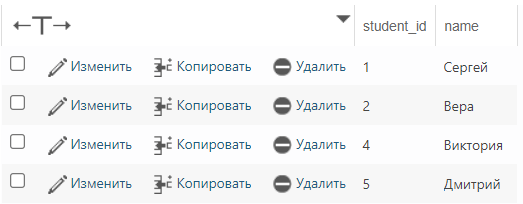 student_id name
Изменить Копировать Удалить 1 Сергей
Изменить Копировать Удалить 2 Вера
Изменить Копировать Удалить 4 Виктория
Изменить Копировать Удалить 5 Дмитрий